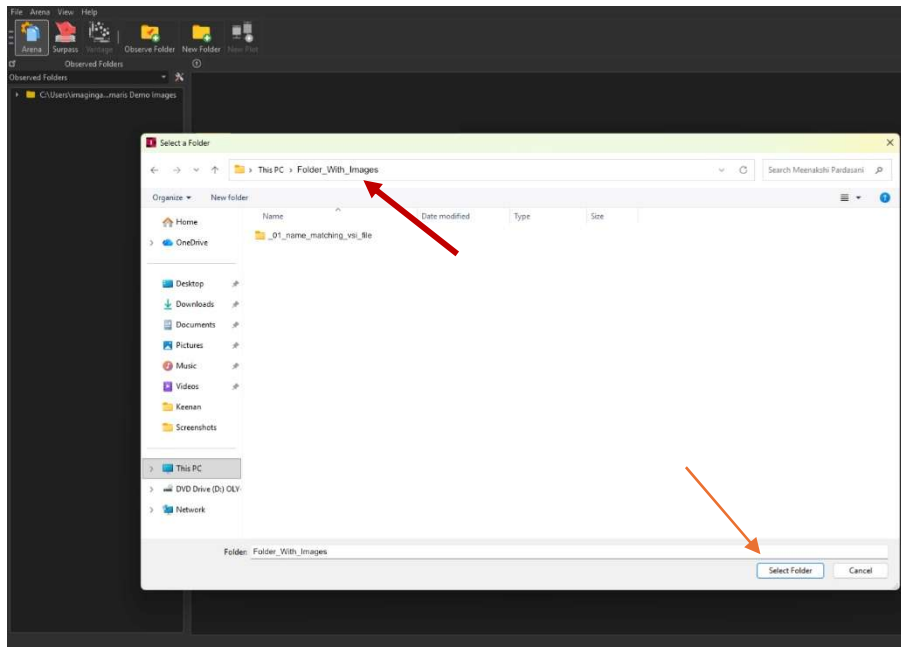 File Arena View Help
Arena Surpass Vantage Observe Folder New Folder New Plot
Observed Folders
Observed Folders
C:\Users\imaginga...maris Demo Images
Select a Folder
This PC › Folder_With_Images
Search Meenakshi Pardasani
Organize New folder
Name Date modified Type Size
_01_name_matching_vsi_file
Home
OneDrive
Desktop
Downloads
Documents
Pictures
Music
Videos
Keenan
Screenshots
This PC
DVD Drive (D:) OLY-
Network
Folder: Folder_With_Images
Select Folder Cancel